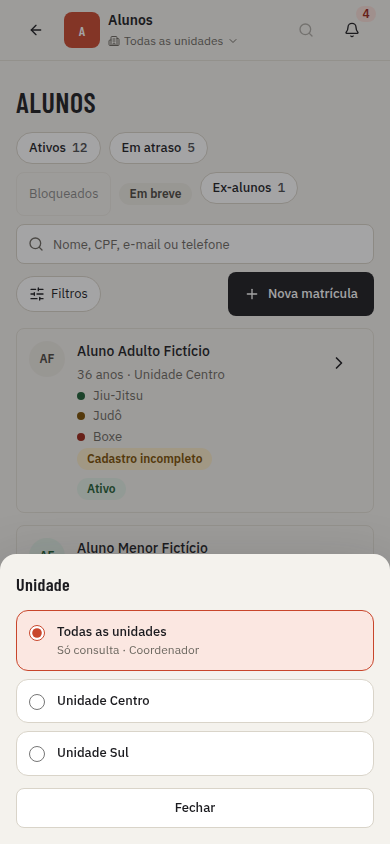 Alunos
4
A
Todas as unidades
ALUNOS
Ativos 12
Em atraso 5
Bloqueados
Em breve
Ex-alunos 1
Nome, CPF, e-mail ou telefone
Filtros
Nova matrícula
AF
Aluno Adulto Fictício
36 anos · Unidade Centro
Jiu-Jitsu
Judô
Boxe
Cadastro incompleto
Ativo
AF
Aluno Menor Fictício
Unidade
Todas as unidades
Só consulta · Coordenador
Unidade Centro
Unidade Sul
Fechar